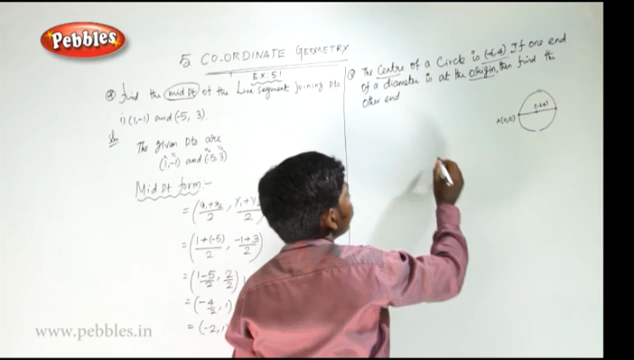 Pebbles
5 CO-ORDINATE GEOMETRY
Ex: 5.1
Find the mid pt of the Line Segment joining pts
1) (1,-1) and (-5, 3).
The given pts are
(1,-1) and (-5,3)
Mid pt form:-
= (x₁+x₂/2, y₁+y₂/2)
= (1+(-5)/2, -1+3/2)
= (1-5/2, 2/2)
= (-4/2, 1)
= (-2, 1
The Centre of a Circle is (-6,4). If one end
of a diameter is at the origin, then find the
other end
A(0,0)
www.pebbles.in